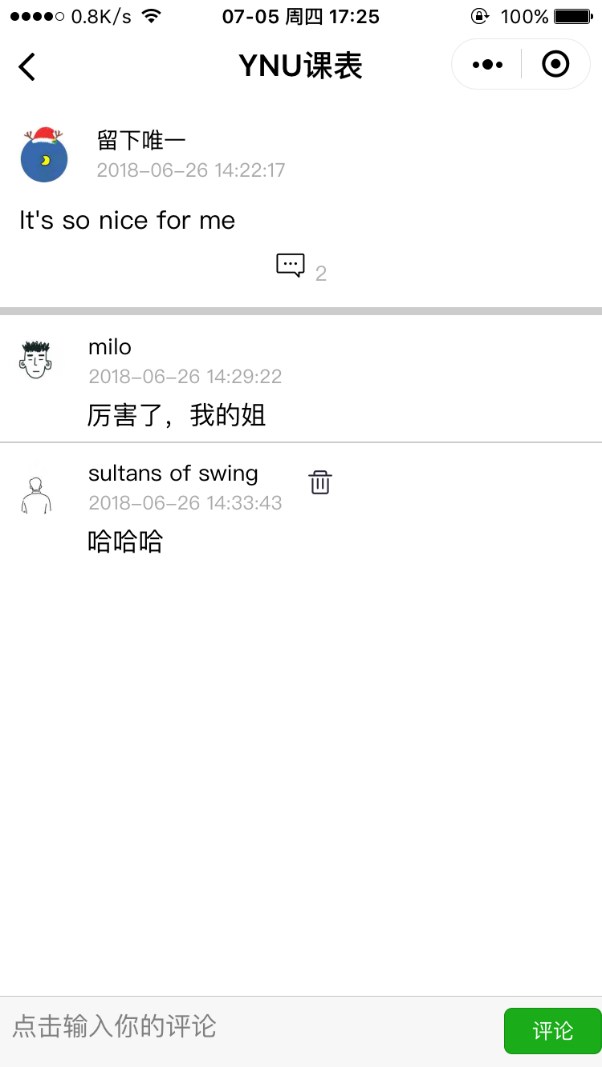 0.8K/s 07-05 周四 17:25 100%
YNU课表
留下唯一
2018-06-26 14:22:17
It's so nice for me
2
milo
2018-06-26 14:29:22
厉害了，我的姐
sultans of swing
2018-06-26 14:33:43
哈哈哈
点击输入你的评论 评论